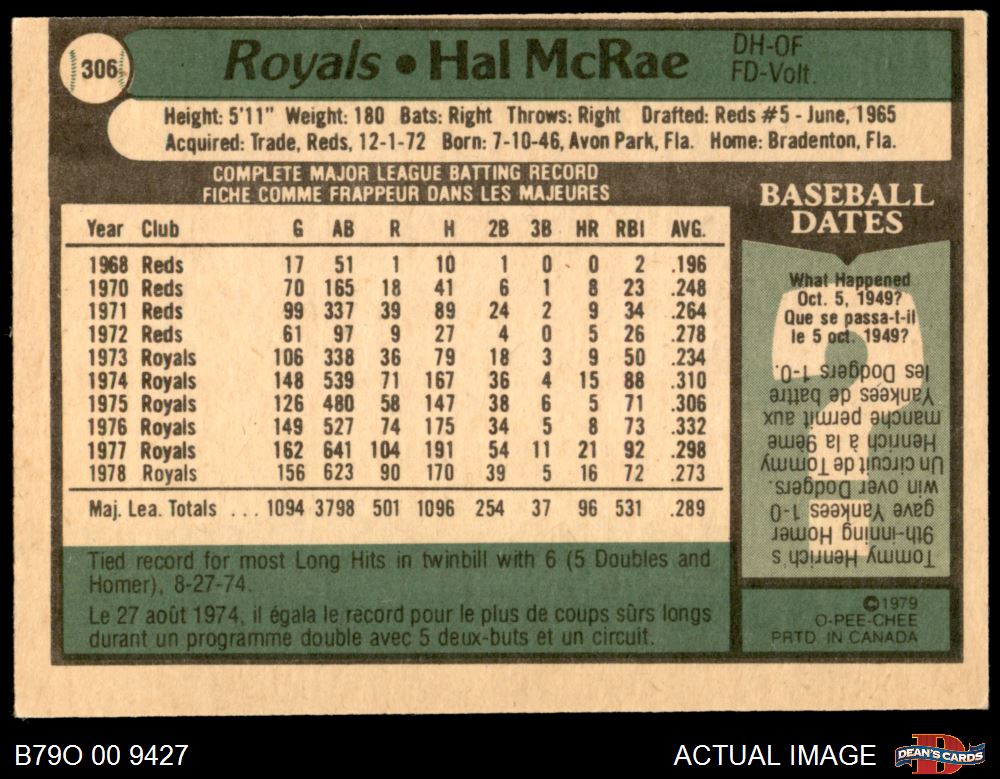 306
Royals • Hal McRae
DH-OF
FD-Volt
Height: 5'11" Weight: 180 Bats: Right Throws: Right Drafted: Reds #5 - June, 1965
Acquired: Trade, Reds, 12-1-72 Born: 7-10-46, Avon Park, Fla. Home: Bradenton, Fla.
COMPLETE MAJOR LEAGUE BATTING RECORD
FICHE COMME FRAPPEUR DANS LES MAJEURES
Year Club G AB R H 2B 3B HR RBI AVG.
1968 Reds 17 51 1 10 1 0 0 2 .196
1970 Reds 70 165 18 41 6 1 8 23 .248
1971 Reds 99 337 39 89 24 2 9 34 .264
1972 Reds 61 97 9 27 4 0 5 26 .278
1973 Royals 106 338 36 79 18 3 9 50 .234
1974 Royals 148 539 71 167 36 4 15 88 .310
1975 Royals 126 480 58 147 38 6 5 71 .306
1976 Royals 149 527 74 175 34 5 8 73 .332
1977 Royals 162 641 104 191 54 11 21 92 .298
1978 Royals 156 623 90 170 39 5 16 72 .273
Maj. Lea. Totals ... 1094 3798 501 1096 254 37 96 531 .289
Tied record for most Long Hits in twinbill with 6 (5 Doubles and
Homer), 8-27-74.
Le 27 août 1974, il égala le record pour le plus de coups sûrs longs
durant un programme double avec 5 deux-buts et un circuit.
BASEBALL
DATES
What Happened
Oct. 5, 1949?
Que se passa-t-il
le 5 oct. 1949?
Tommy Henrich's
9th-inning Homer
gave Yankees 1-0
win over Dodgers.
Un circuit de Tommy
Henrich à la 9ème
manche permit aux
Yankees de battre
les Dodgers 1-0.
©1979
O-PEE-CHEE
PRTD. IN CANADA
B79O 00 9427
ACTUAL IMAGE
DEAN'S CARDS